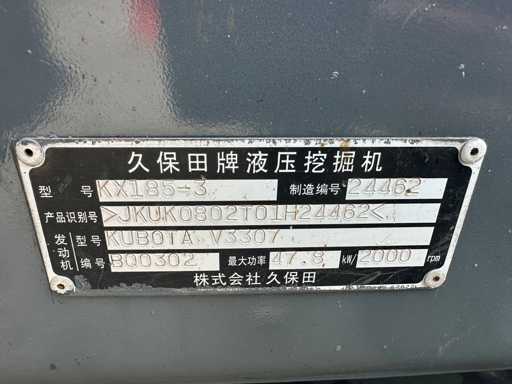 久保田牌液压挖掘机
型 号 KX185-3 制造编号 24462
产品识别号 >JKUK0802T01H24462<
发动机 型号 KUBOTA V3307
编号 BQ0302 最大功率 47.8 kW/ 2000 rpm
株式会社 久保田